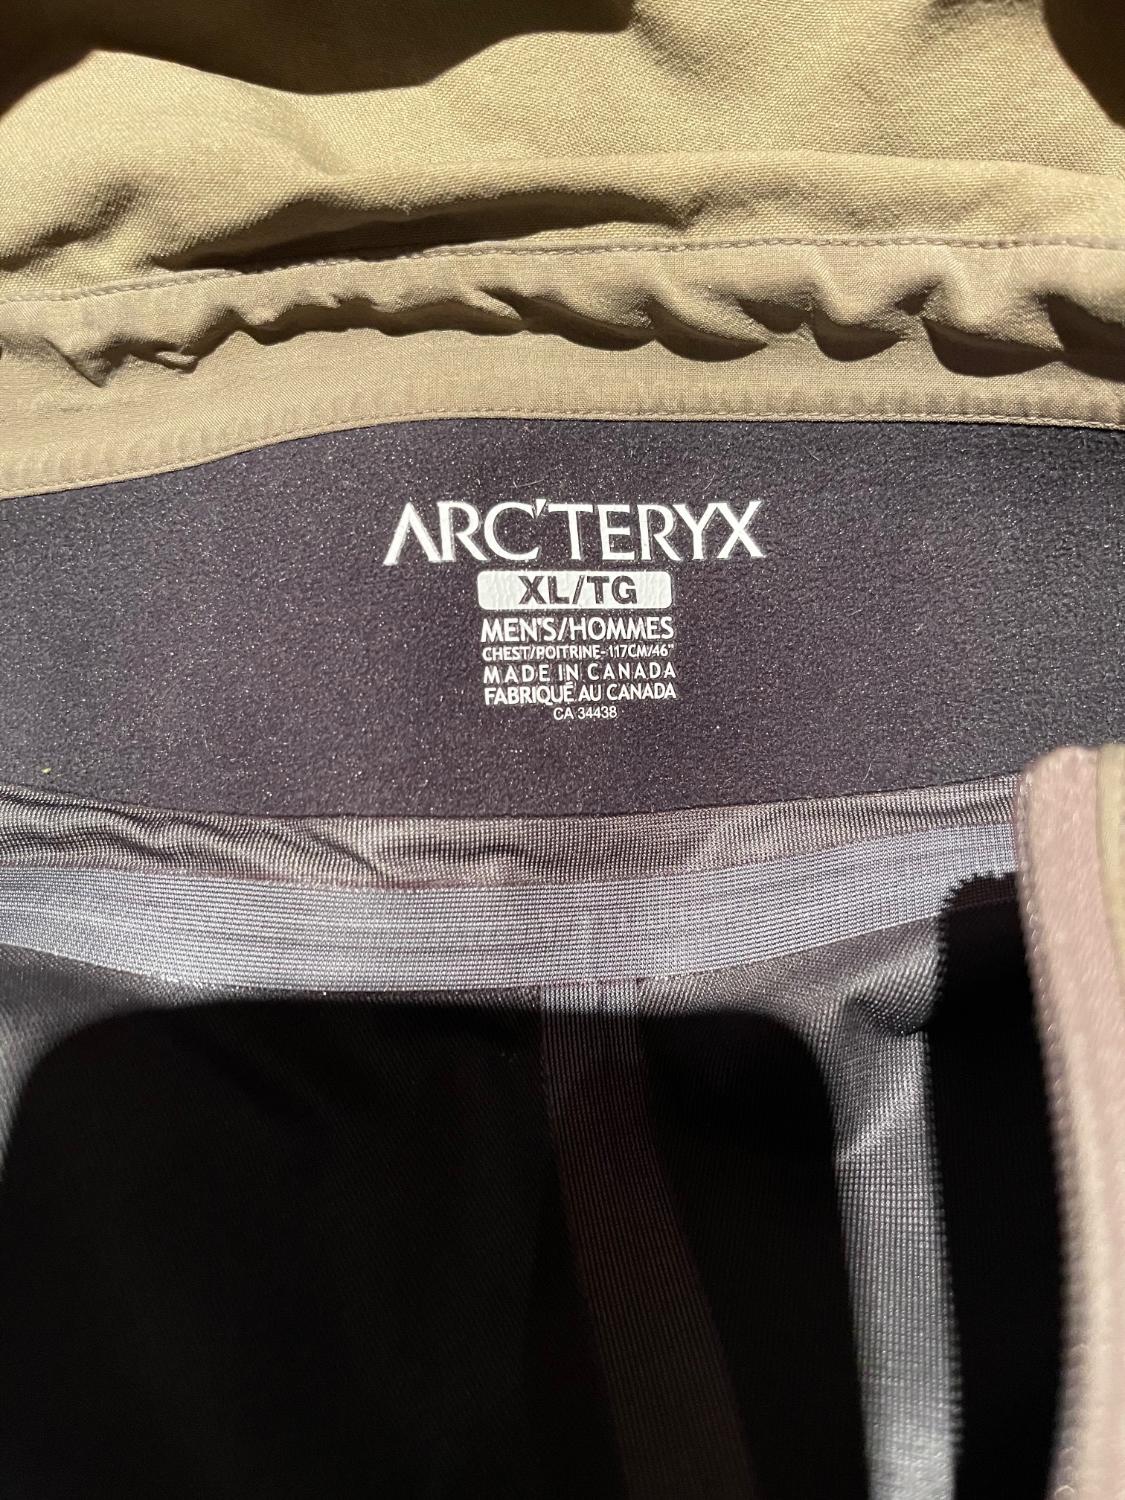 ARC'TERYX
XL/TG
MEN'S/HOMMES
CHEST/POITRINE-117CM/46"
MADE IN CANADA
FABRIQUÉ AU CANADA
CA 34438